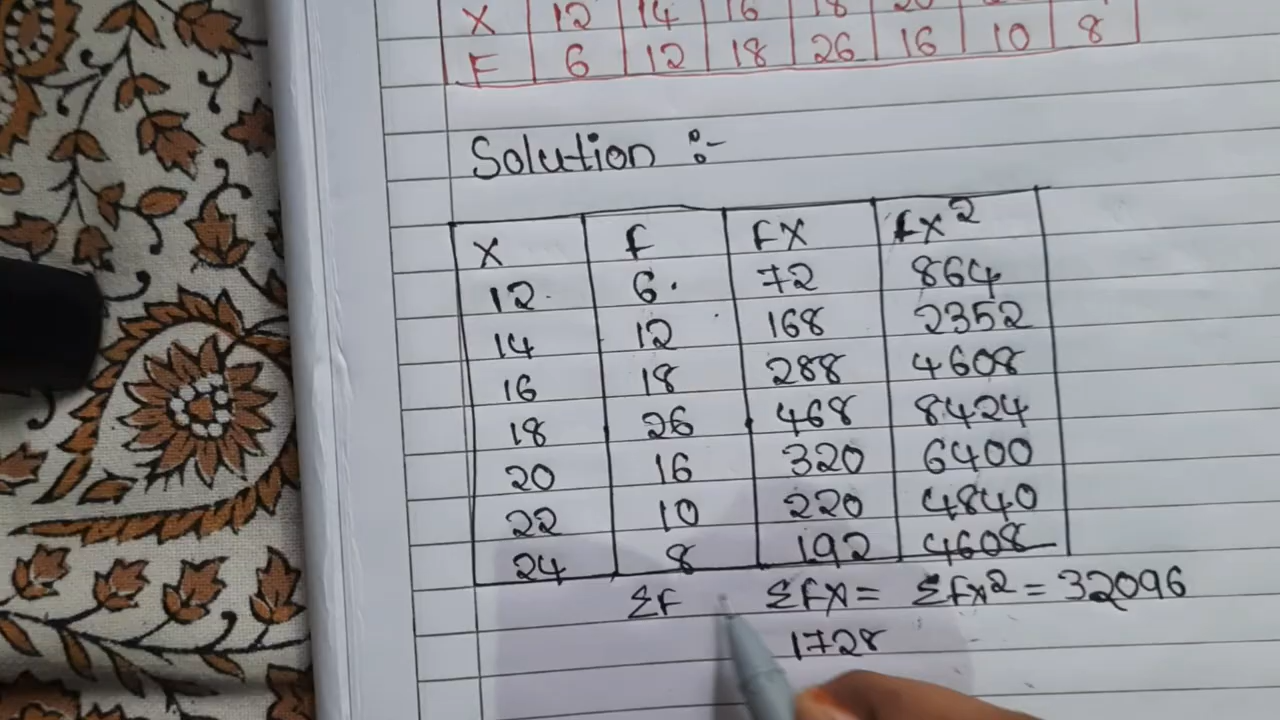 X 12 14 16 18 20
F 6 12 18 26 16 10 8
Solution :-
X F FX FX²
12 6 72 864
14 12 168 2352
16 18 288 4608
18 26 468 8424
20 16 320 6400
22 10 220 4840
24 8 192 4608
ΣF ΣFX = ΣFX² = 32096
1728